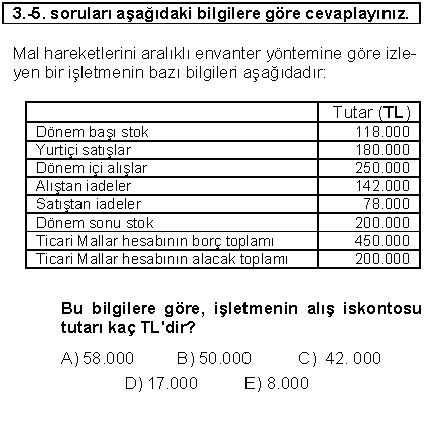 3.-5. soruları aşağıdaki bilgilere göre cevaplayınız.
Mal hareketlerini aralıklı envanter yöntemine göre izle-
yen bir işletmenin bazı bilgileri aşağıdadır:
Tutar (TL)
Dönem başı stok 118.000
Yurtiçi satışlar 180.000
Dönem içi alışlar 250.000
Alıştan iadeler 142.000
Satıştan iadeler 78.000
Dönem sonu stok 200.000
Ticari Mallar hesabının borç toplamı 450.000
Ticari Mallar hesabının alacak toplamı 200.000
Bu bilgilere göre, işletmenin alış iskontosu
tutarı kaç TL'dir?
A) 58.000 B) 50.000 C) 42. 000
D) 17.000 E) 8.000